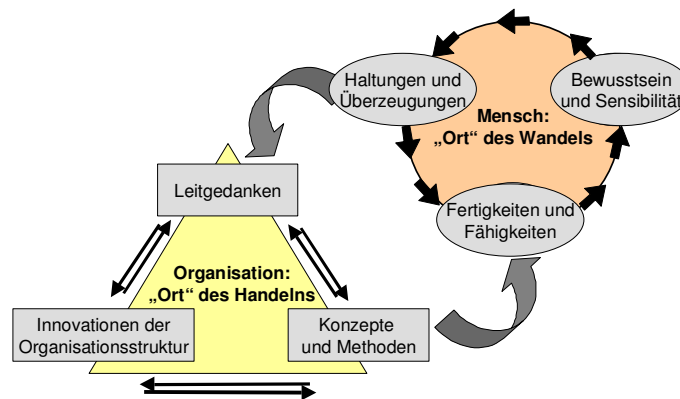 Haltungen und
Überzeugungen
Bewusstsein
und Sensibilität
Mensch:
„Ort“ des Wandels
Leitgedanken
Fertigkeiten und
Fähigkeiten
Organisation:
„Ort“ des Handelns
Innovationen der
Organisationsstruktur
Konzepte
und Methoden